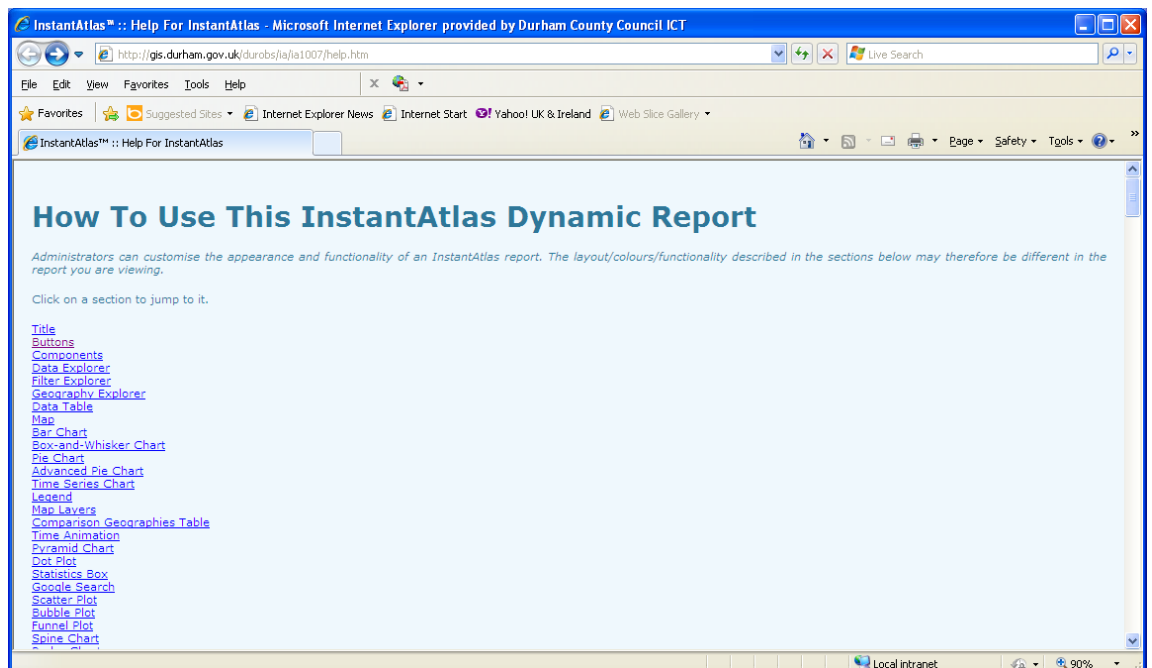 InstantAtlas™ :: Help For InstantAtlas - Microsoft Internet Explorer provided by Durham County Council ICT
http://gis.durham.gov.uk/durobs/ia/ia1007/help.htm
Live Search
File Edit View Favorites Tools Help
X
Favorites Suggested Sites Internet Explorer News Internet Start Yahoo! UK & Ireland Web Slice Gallery
InstantAtlas™ :: Help For InstantAtlas
Page Safety Tools
How To Use This InstantAtlas Dynamic Report
Administrators can customise the appearance and functionality of an InstantAtlas report. The layout/colours/functionality described in the sections below may therefore be different in the
report you are viewing.
Click on a section to jump to it.
Title
Buttons
Components
Data Explorer
Filter Explorer
Geography Explorer
Data Table
Map
Bar Chart
Box-and-Whisker Chart
Pie Chart
Advanced Pie Chart
Time Series Chart
Legend
Map Layers
Comparison Geographies Table
Time Animation
Pyramid Chart
Dot Plot
Statistics Box
Google Search
Scatter Plot
Bubble Plot
Funnel Plot
Spine Chart
Local intranet 90%